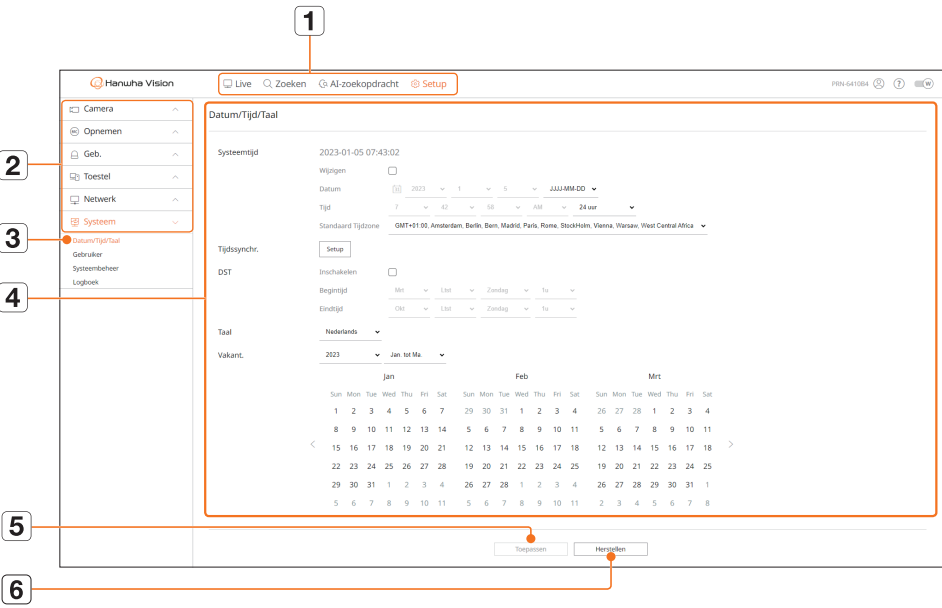 1
Hanwha Vision Live Zoeken AI-zoekopdracht Setup PRN-6410B4 ? W
Camera
Opnemen
Geb.
Toestel
Netwerk
Systeem
Datum/Tijd/Taal
Gebruiker
Systeembeheer
Logboek
2
3
4
5
6
Datum/Tijd/Taal
Systeemtijd 2023-01-05 07:43:02
Wijzigen
Datum 2023 1 5 JJJJ-MM-DD
Tijd 7 42 58 AM 24 uur
Standaard Tijdzone GMT+01:00, Amsterdam, Berlin, Bern, Madrid, Paris, Rome, StockHolm, Vienna, Warsaw, West Central Africa
Tijdssynchr. Setup
DST Inschakelen
Begintijd Mrt Ltst Zondag 1u.
Eindtijd Okt Ltst Zondag 1u.
Taal Nederlands
Vakant. 2023 Jan. tot Ma.
Jan Feb Mrt
Sun Mon Tue Wed Thu Fri Sat Sun Mon Tue Wed Thu Fri Sat Sun Mon Tue Wed Thu Fri Sat
1 2 3 4 5 6 7 29 30 31 1 2 3 4 26 27 28 1 2 3 4
8 9 10 11 12 13 14 5 6 7 8 9 10 11 5 6 7 8 9 10 11
< 15 16 17 18 19 20 21 12 13 14 15 16 17 18 12 13 14 15 16 17 18 >
22 23 24 25 26 27 28 19 20 21 22 23 24 25 19 20 21 22 23 24 25
29 30 31 1 2 3 4 26 27 28 1 2 3 4 26 27 28 29 30 31 1
5 6 7 8 9 10 11 5 6 7 8 9 10 11 2 3 4 5 6 7 8
Toepassen Herstellen